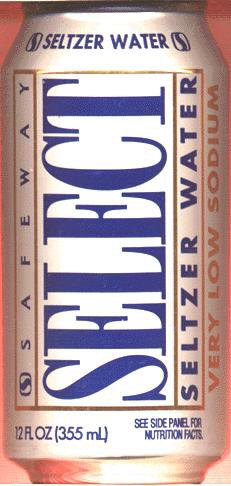 SELTZER WATER
SAFEWAY
SELECT
SELTZER WATER
VERY LOW SODIUM
12 FL OZ (355 mL)
SEE SIDE PANEL FOR
NUTRITION FACTS.